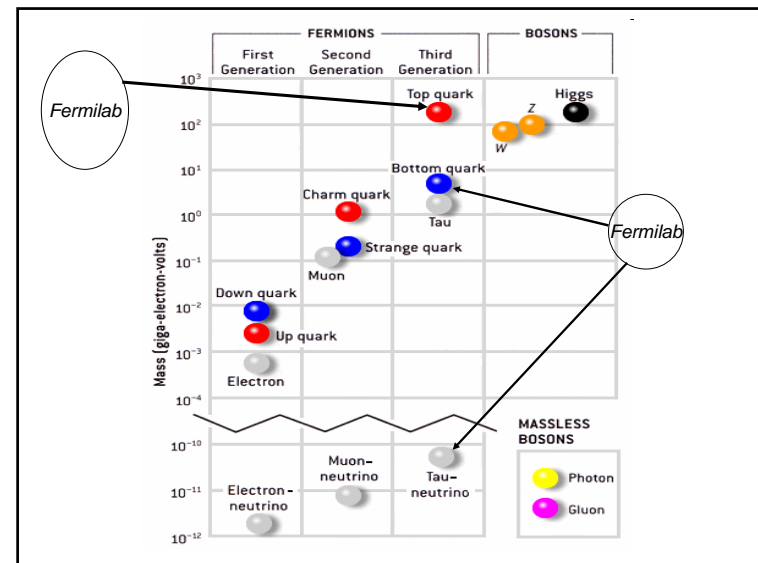 FERMIONS
BOSONS
First
Generation
Second
Generation
Third
Generation
Fermilab
Mass (giga-electron-volts)
10³
10²
10¹
10⁰
10⁻¹
10⁻²
10⁻³
10⁻⁴
10⁻¹⁰
10⁻¹¹
10⁻¹²
Top quark
Higgs
Z
W
Bottom quark
Charm quark
Tau
Fermilab
Strange quark
Muon
Down quark
Up quark
Electron
MASSLESS
BOSONS
Muon-
neutrino
Tau-
neutrino
Electron-
neutrino
Photon
Gluon